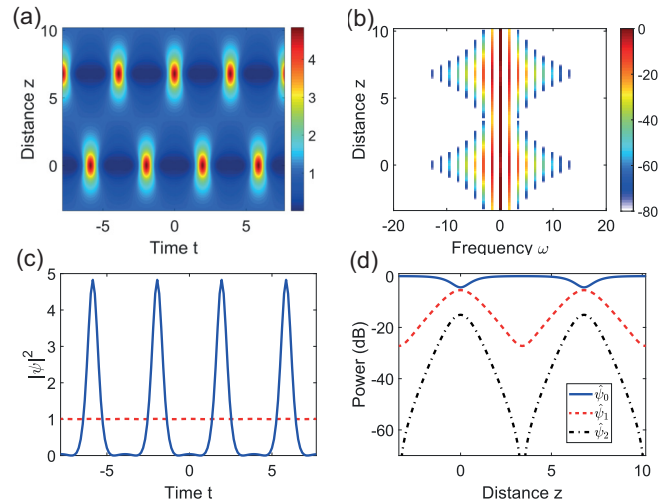 (a)
10
5
0
Distance z
-5
0
5
Time t
4
3
2
1
(b)
10
5
0
Distance z
-20
-10
0
10
20
Frequency ω
0
-20
-40
-60
-80
(c)
5
4
3
2
1
0
|ψ|²
-5
0
5
Time t
(d)
0
-20
-40
-60
Power (dB)
0
5
10
Distance z
ψ̂₀
ψ̂₁
ψ̂₂